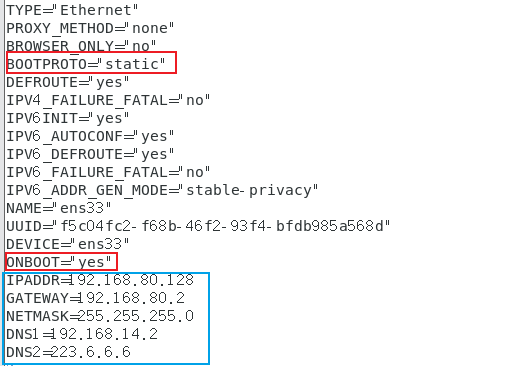 TYPE="Ethernet"
PROXY_METHOD="none"
BROWSER_ONLY="no"
BOOTPROTO="static"
DEFROUTE="yes"
IPV4_FAILURE_FATAL="no"
IPV6INIT="yes"
IPV6_AUTOCONF="yes"
IPV6_DEFROUTE="yes"
IPV6_FAILURE_FATAL="no"
IPV6_ADDR_GEN_MODE="stable-privacy"
NAME="ens33"
UUID="f5c04fc2-f68b-46f2-93f4-bfdb985a568d"
DEVICE="ens33"
ONBOOT="yes"
IPADDR=192.168.80.128
GATEWAY=192.168.80.2
NETMASK=255.255.255.0
DNS1=192.168.14.2
DNS2=223.6.6.6